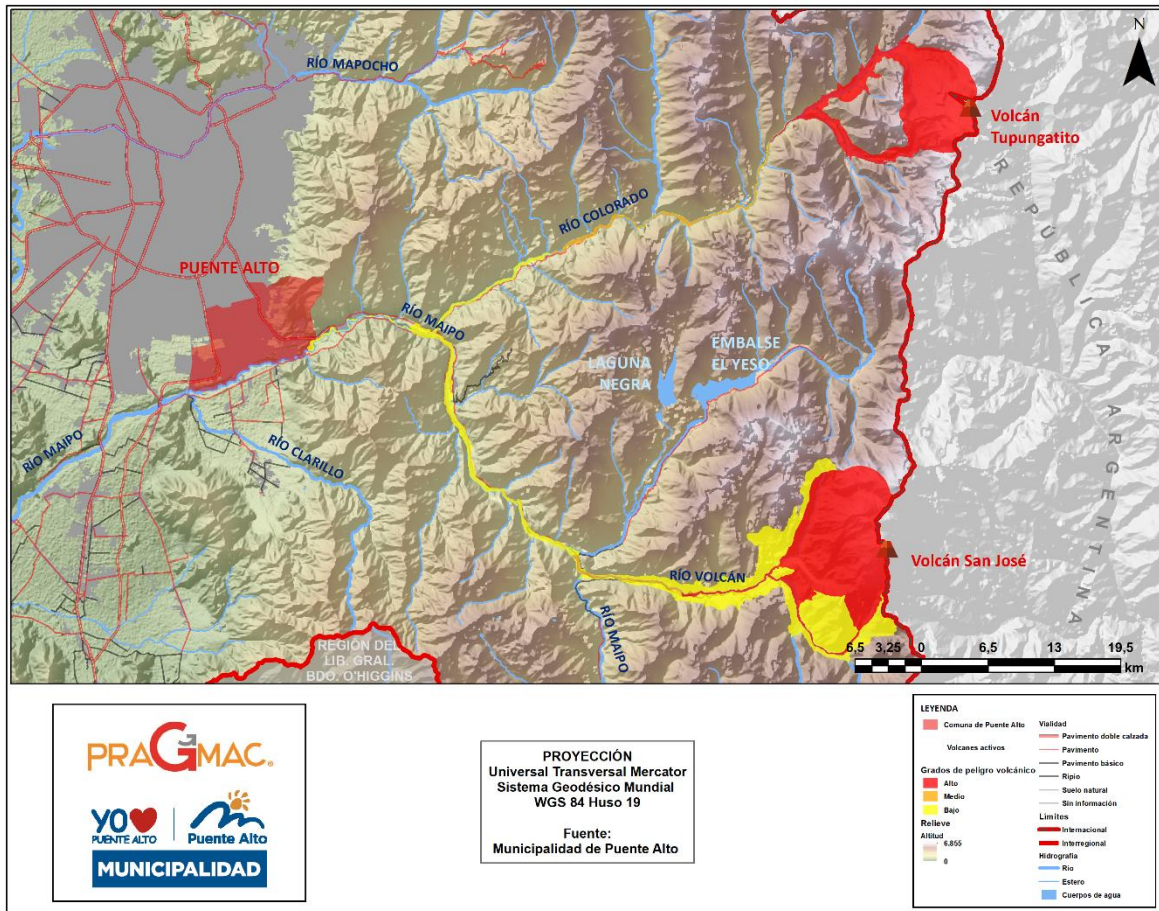 N
RÍO MAPOCHO
Volcán
Tupungatito
REPÚBLICA ARGENTINA
RÍO COLORADO
PUENTE ALTO
RÍO MAIPO
LAGUNA
NEGRA
EMBALSE
EL YESO
RÍO MAIPO
RÍO CLARILLO
Volcán San José
RÍO VOLCÁN
RÍO MAIPO
REGION DEL
LIB. GRAL.
BDO. O'HIGGINS
6,5 3,25 0 6,5 13 19,5
km
PRAGMAC®
YO
PUENTE ALTO
Puente Alto
MUNICIPALIDAD
PROYECCIÓN
Universal Transversal Mercator
Sistema Geodésico Mundial
WGS 84 Huso 19
Fuente:
Municipalidad de Puente Alto
LEYENDA
Comuna de Puente Alto
Volcanes activos
Grados de peligro volcánico
Alto
Medio
Bajo
Relieve
Altitud
6.855
0
Vialidad
Pavimento doble calzada
Pavimento
Pavimento básico
Ripio
Suelo natural
Sin información
Límites
Internacional
Interregional
Hidrografía
Río
Estero
Cuerpos de agua